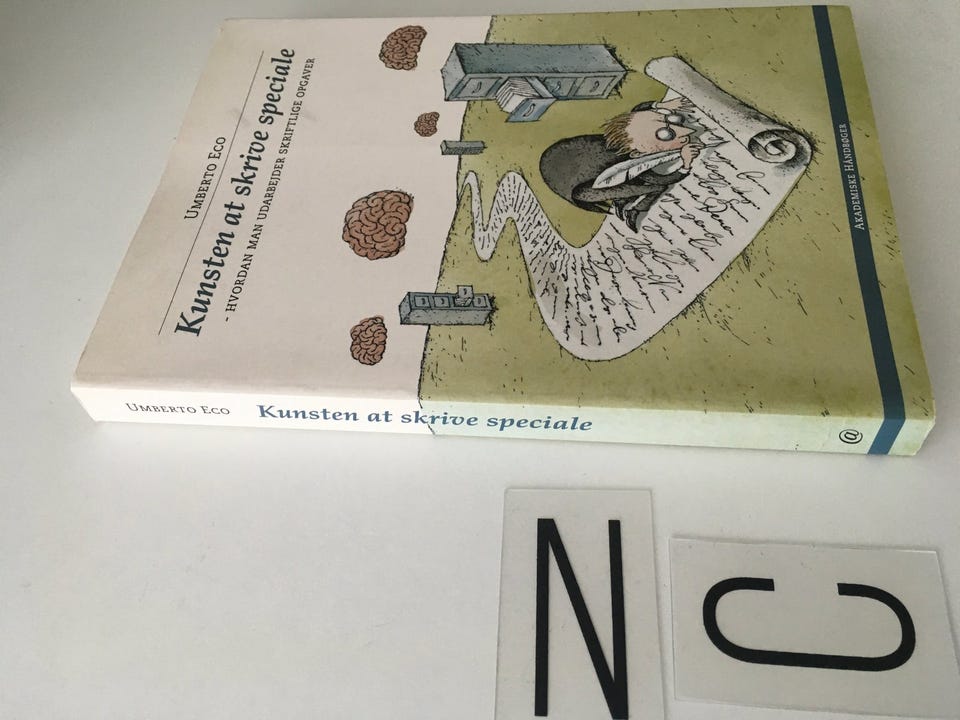 UMBERTO ECO
Kunsten at skrive speciale
- HVORDAN MAN UDARBEJDER SKRIFTLIGE OPGAVER
AKADEMISKE HÅNDBØGER
UMBERTO ECO Kunsten at skrive speciale @
N C